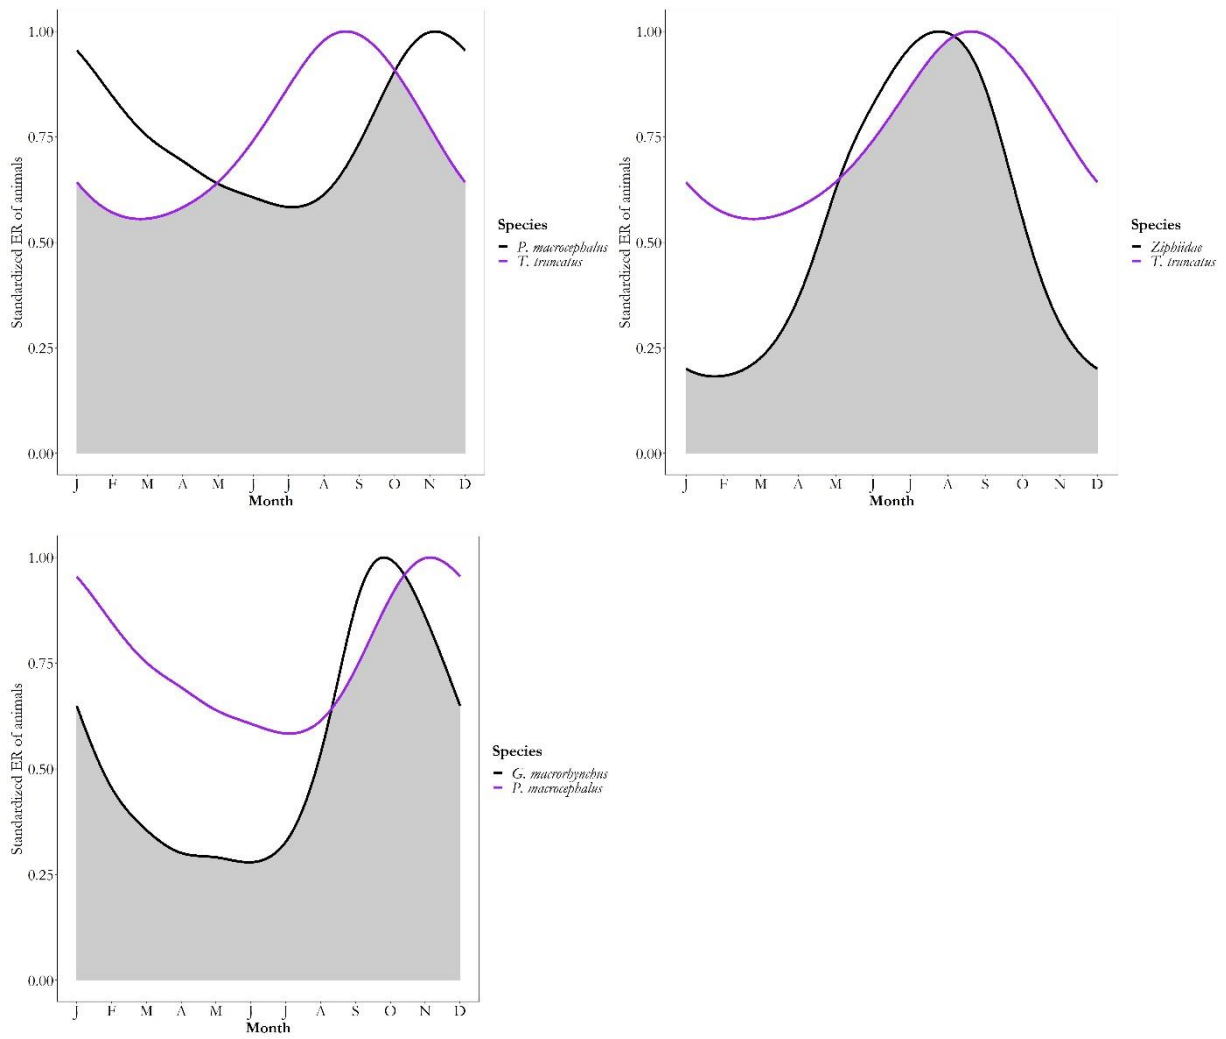 1.00
0.75
0.50
0.25
0.00
Standardized ER of animals
J F M A M J J A S O N D
Month
Species
P. macrocephalus
T. truncatus
1.00
0.75
0.50
0.25
0.00
Standardized ER of animals
J F M A M J J A S O N D
Month
Species
Ziphiidae
T. truncatus
1.00
0.75
0.50
0.25
0.00
Standardized ER of animals
J F M A M J J A S O N D
Month
Species
G. macrorhynchus
P. macrocephalus